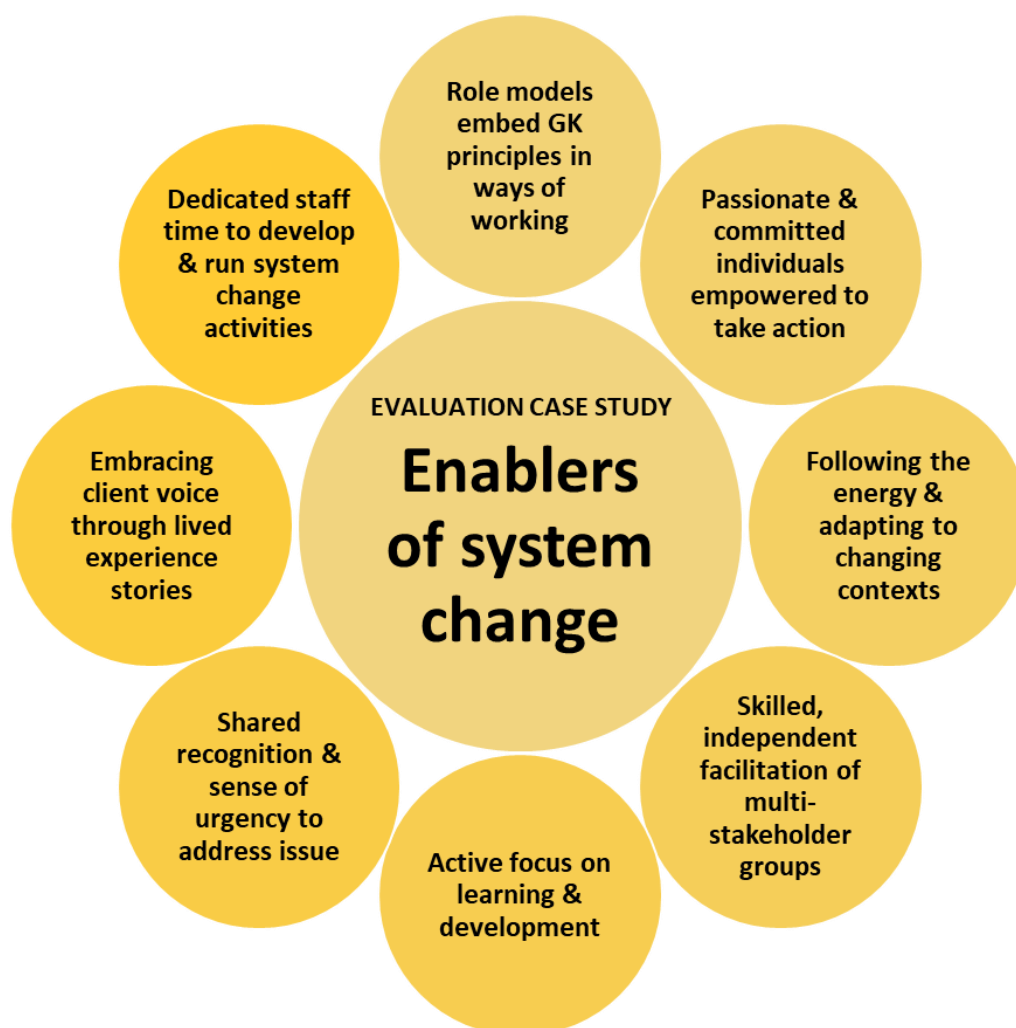 EVALUATION CASE STUDY
Enablers
of system
change
Role models
embed GK
principles in
ways of
working
Passionate &
committed
individuals
empowered to
take action
Following the
energy &
adapting to
changing
contexts
Skilled,
independent
facilitation of
multi-
stakeholder
groups
Active focus on
learning &
development
Shared
recognition &
sense of
urgency to
address issue
Embracing
client voice
through lived
experience
stories
Dedicated staff
time to develop
& run system
change
activities